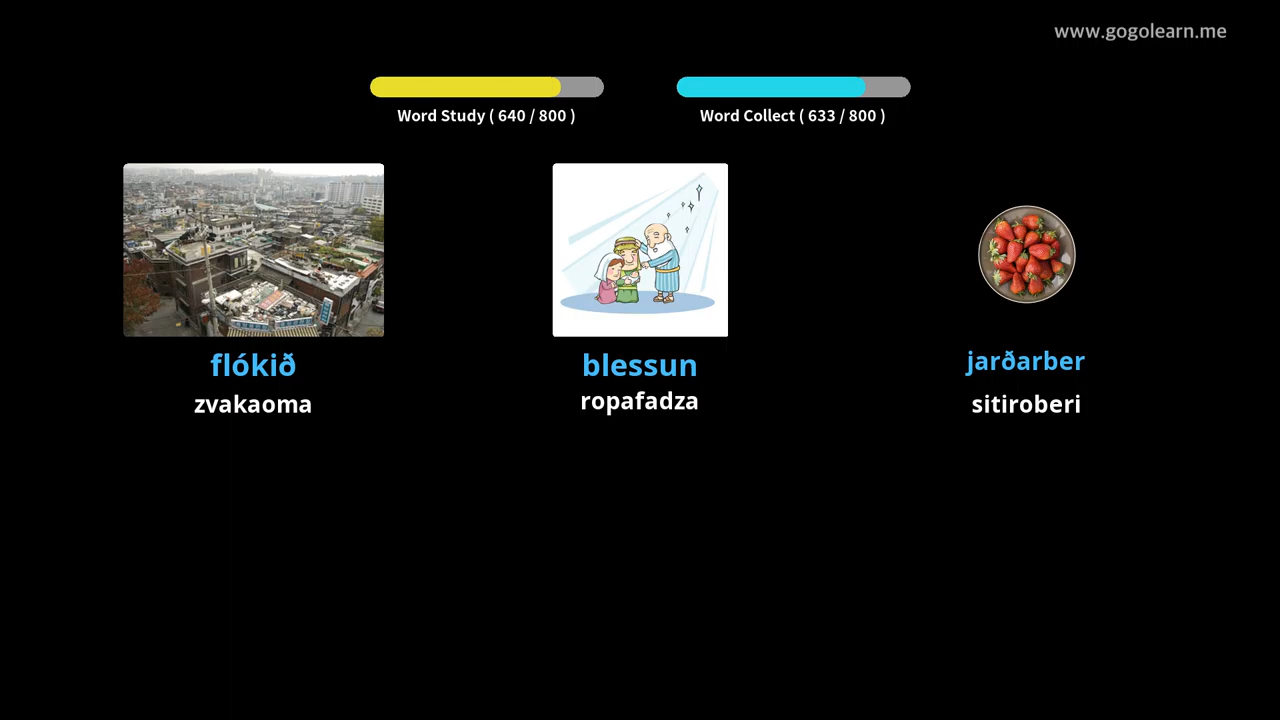 www.gogolearn.me
Word Study ( 640 / 800 )
Word Collect ( 633 / 800 )
flókið
zvakaoma
blessun
ropafadza
jarðarber
sitiroberi